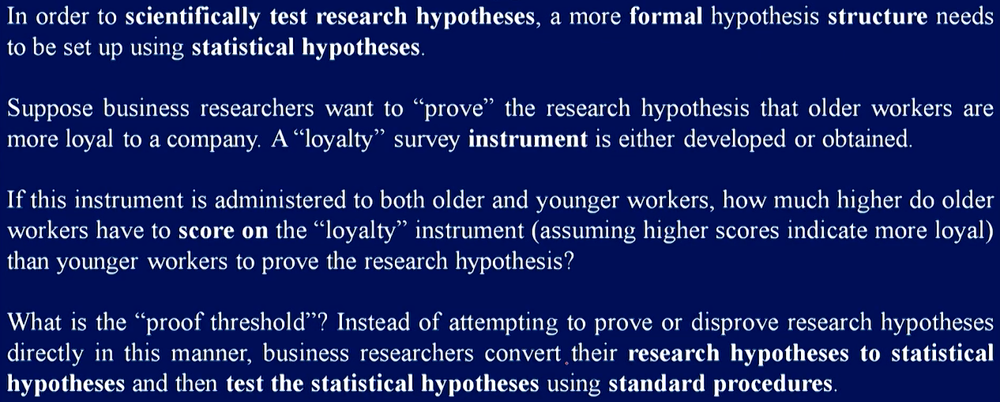 In order to scientifically test research hypotheses, a more formal hypothesis structure needs
to be set up using statistical hypotheses.
Suppose business researchers want to “prove” the research hypothesis that older workers are
more loyal to a company. A “loyalty” survey instrument is either developed or obtained.
If this instrument is administered to both older and younger workers, how much higher do older
workers have to score on the “loyalty” instrument (assuming higher scores indicate more loyal)
than younger workers to prove the research hypothesis?
What is the “proof threshold”? Instead of attempting to prove or disprove research hypotheses
directly in this manner, business researchers convert their research hypotheses to statistical
hypotheses and then test the statistical hypotheses using standard procedures.